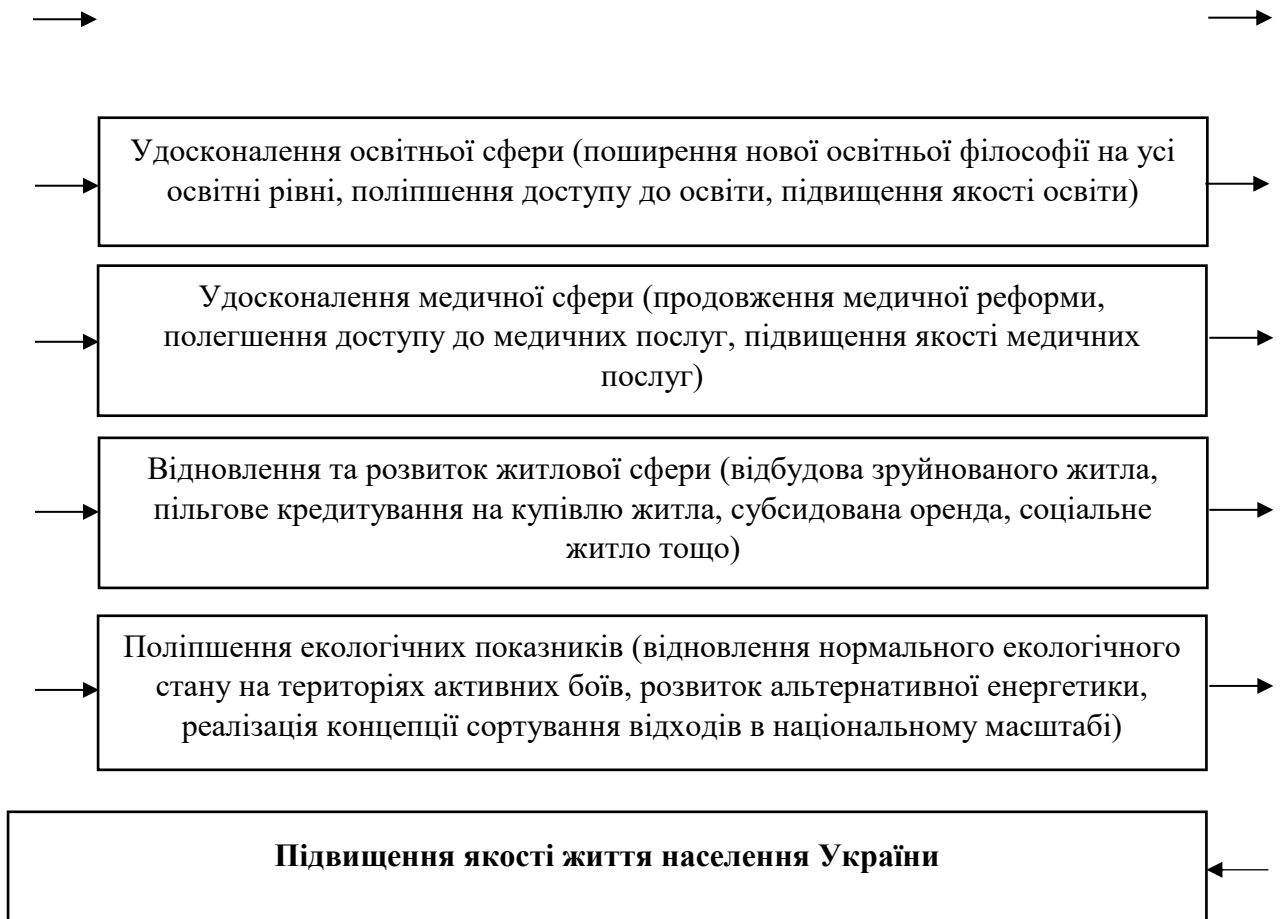 Удосконалення освітньої сфери (поширення нової освітньої філософії на усі
освітні рівні, поліпшення доступу до освіти, підвищення якості освіти)
Удосконалення медичної сфери (продовження медичної реформи,
полегшення доступу до медичних послуг, підвищення якості медичних
послуг)
Відновлення та розвиток житлової сфери (відбудова зруйнованого житла,
пільгове кредитування на купівлю житла, субсидована оренда, соціальне
житло тощо)
Поліпшення екологічних показників (відновлення нормального екологічного
стану на територіях активних боїв, розвиток альтернативної енергетики,
реалізація концепції сортування відходів в національному масштабі)
Підвищення якості життя населення України